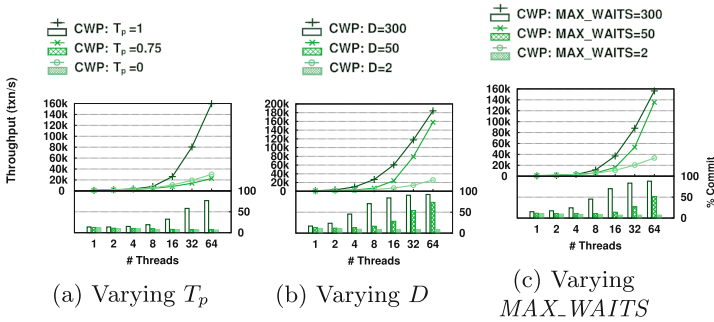 CWP: Tp =1
CWP: Tp =0.75
CWP: Tp =0
Throughput (txn/s)
160k
140k
120k
100k
80k
60k
40k
20k
0
100
50
0
1 2 4 8 16 32 64
# Threads
(a) Varying Tp
CWP: D=300
CWP: D=50
CWP: D=2
200k
180k
160k
140k
120k
100k
80k
60k
40k
20k
0
100
50
0
1 2 4 8 16 32 64
# Threads
(b) Varying D
CWP: MAX_WAITS=300
CWP: MAX_WAITS=50
CWP: MAX_WAITS=2
160k
140k
120k
100k
80k
60k
40k
20k
0
100
50
0
% Commit
1 2 4 8 16 32 64
# Threads
(c) Varying
MAX_WAITS